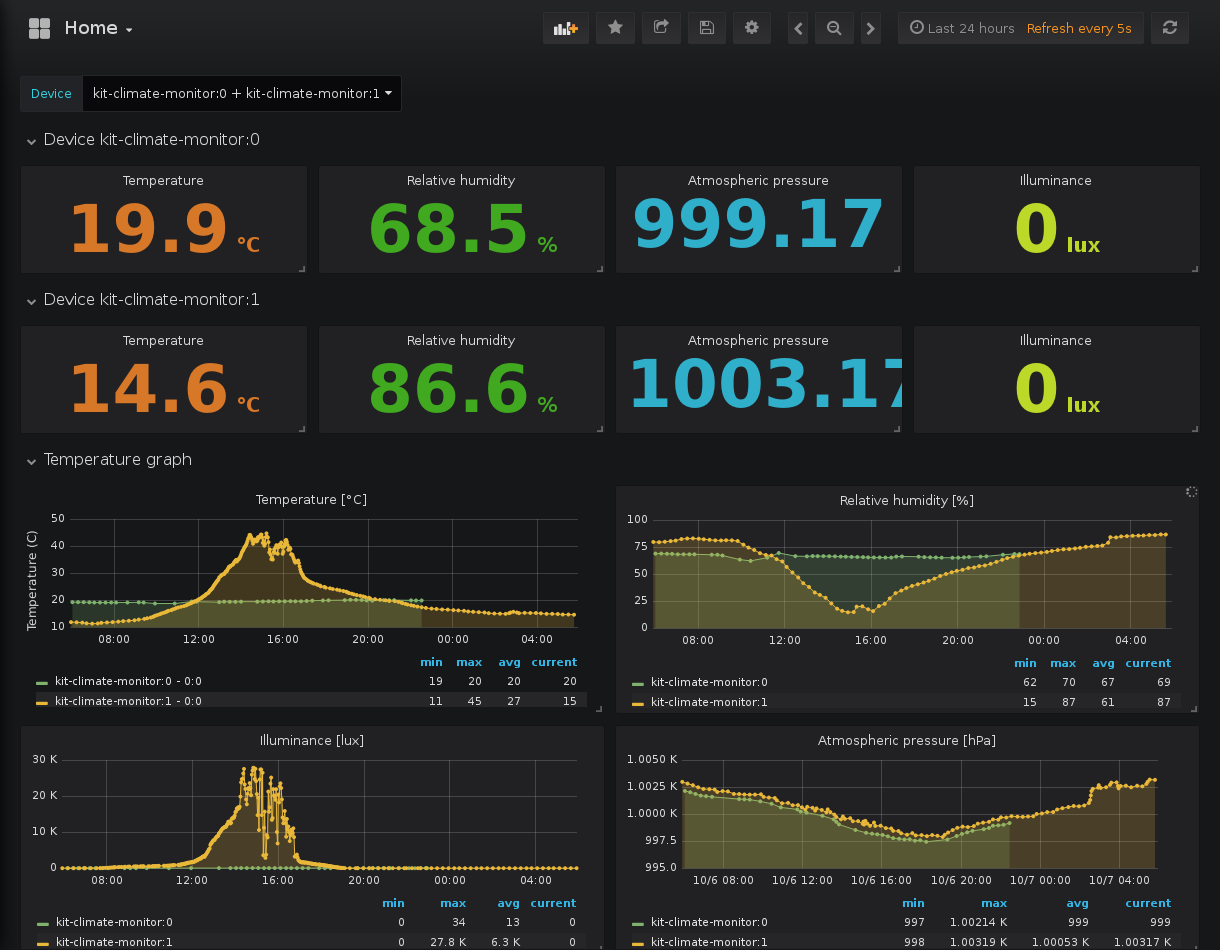 Home
Last 24 hours Refresh every 5s
Device kit-climate-monitor:0 + kit-climate-monitor:1
Device kit-climate-monitor:0
Temperature Relative humidity Atmospheric pressure Illuminance
19.9 °C 68.5 % 999.17 0 lux
Device kit-climate-monitor:1
Temperature Relative humidity Atmospheric pressure Illuminance
14.6 °C 86.6 % 1003.17 0 lux
Temperature graph
Temperature [°C]
Temperature (C)
50
40
30
20
10
08:00 12:00 16:00 20:00 00:00 04:00
min max avg current
kit-climate-monitor:0 - 0:0 19 20 20 20
kit-climate-monitor:1 - 0:0 11 45 27 15
Relative humidity [%]
100
75
50
25
0
08:00 12:00 16:00 20:00 00:00 04:00
min max avg current
kit-climate-monitor:0 62 70 67 69
kit-climate-monitor:1 15 87 61 87
Illuminance [lux]
30 K
20 K
10 K
0
08:00 12:00 16:00 20:00 00:00 04:00
min max avg current
kit-climate-monitor:0 0 34 13 0
kit-climate-monitor:1 0 27.8 K 6.3 K 0
Atmospheric pressure [hPa]
1.0050 K
1.0025 K
1.0000 K
997.5
995.0
10/6 08:00 10/6 12:00 10/6 16:00 10/6 20:00 10/7 00:00 10/7 04:00
min max avg current
kit-climate-monitor:0 997 1.00214 K 999 999
kit-climate-monitor:1 998 1.00319 K 1.00053 K 1.00317 K